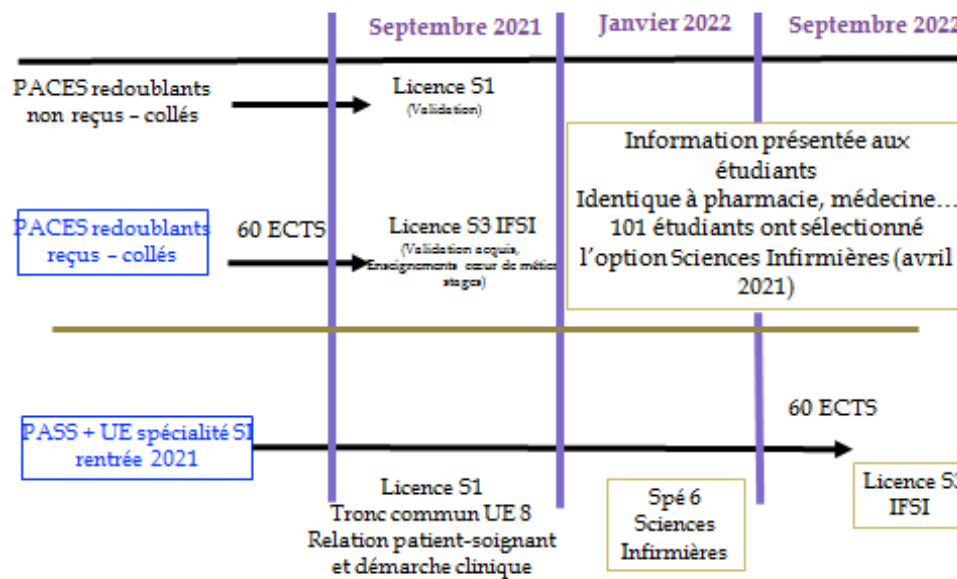 Septembre 2021
Janvier 2022
Septembre 2022
PACES redoublants
non reçus – collés
Licence S1
(Validation)
Information présentée aux
étudiants
Identique à pharmacie, médecine…
101 étudiants ont sélectionné
l'option Sciences Infirmières (avril
2021)
PACES redoublants
reçus – collés
60 ECTS
Licence S3 IFSI
(Validation acquis,
Enseignements cœur de métier
stages)
60 ECTS
PASS + UE spécialité SI
rentrée 2021
Licence S1
Tronc commun UE 8
Relation patient-soignant
et démarche clinique
Spé 6
Sciences
Infirmières
Licence
IFSI